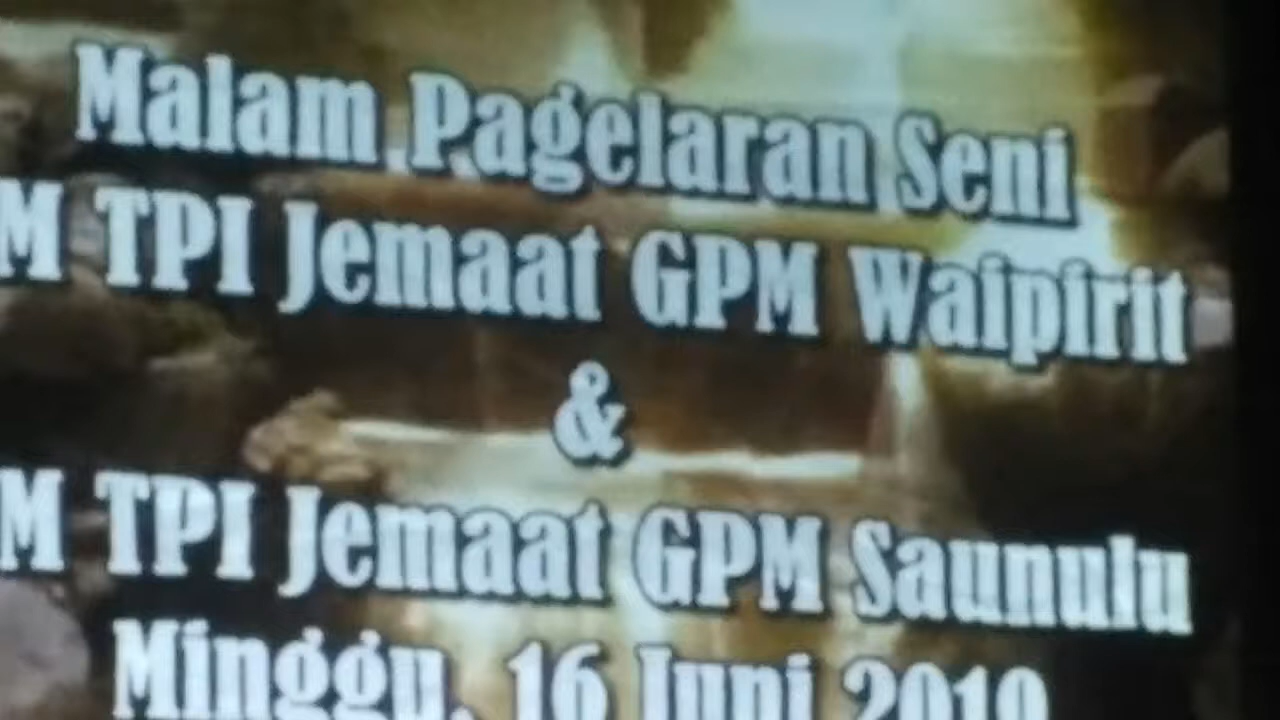 Malam Pagelaran Seni
M TPI Jemaat GPM Waipirit
&
M TPI Jemaat GPM Saunulu
Minggu, 16 Juni 2019